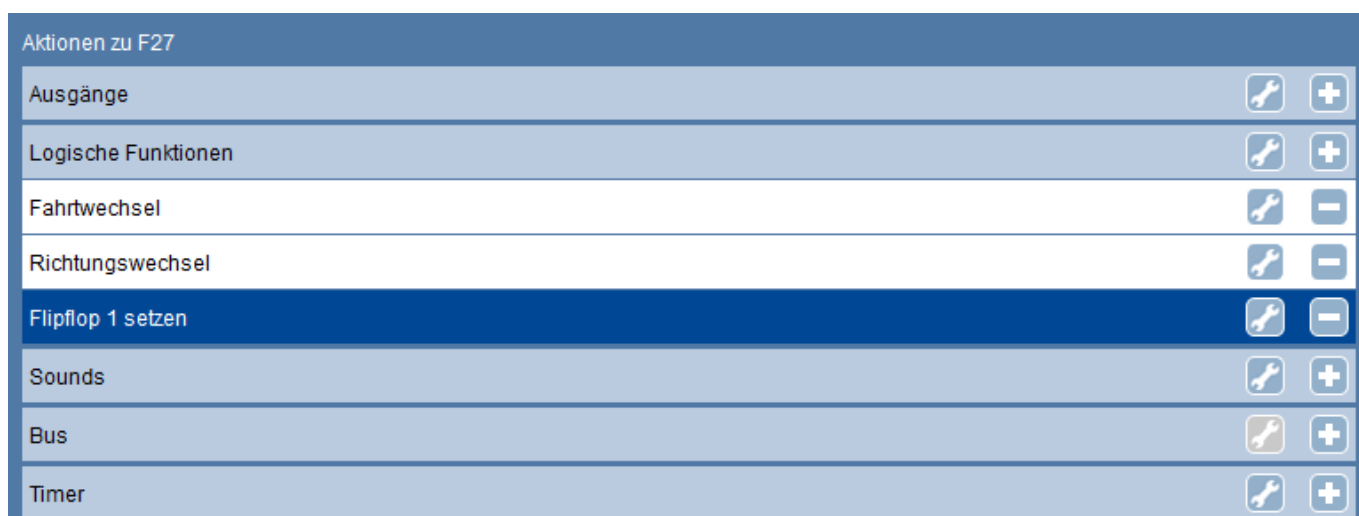 Aktionen zu F27
Ausgänge
Logische Funktionen
Fahrtwechsel
Richtungswechsel
Flipflop 1 setzen
Sounds
Bus
Timer